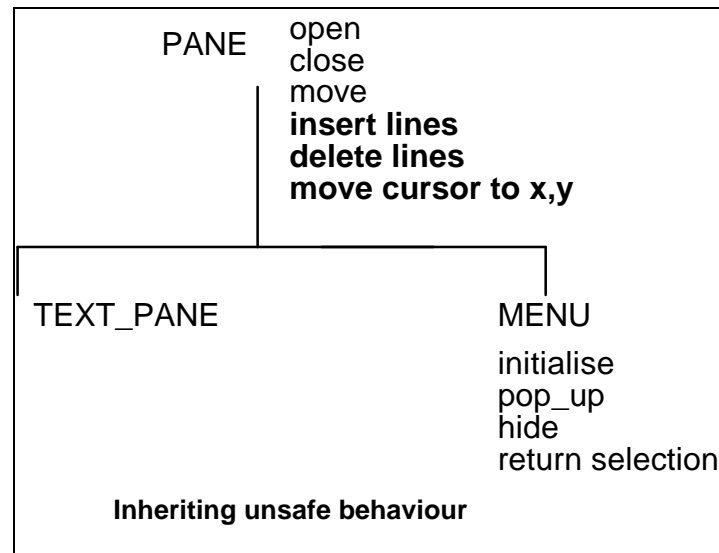 PANE
open
close
move
insert lines
delete lines
move cursor to x,y
TEXT_PANE
MENU
initialise
pop_up
hide
return selection
Inheriting unsafe behaviour